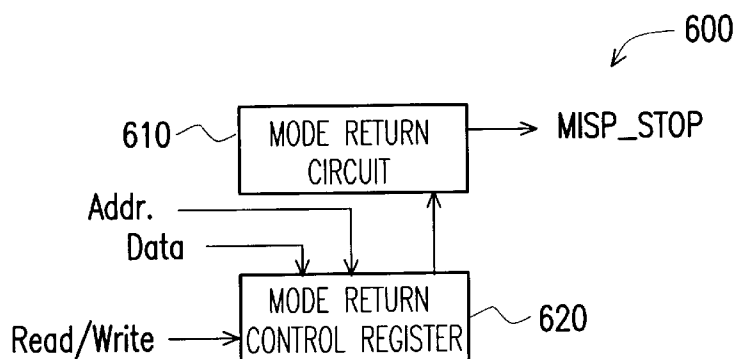 600
610
MODE RETURN
CIRCUIT
MISP_STOP
Addr.
Data
Read/Write
MODE RETURN
CONTROL REGISTER
620